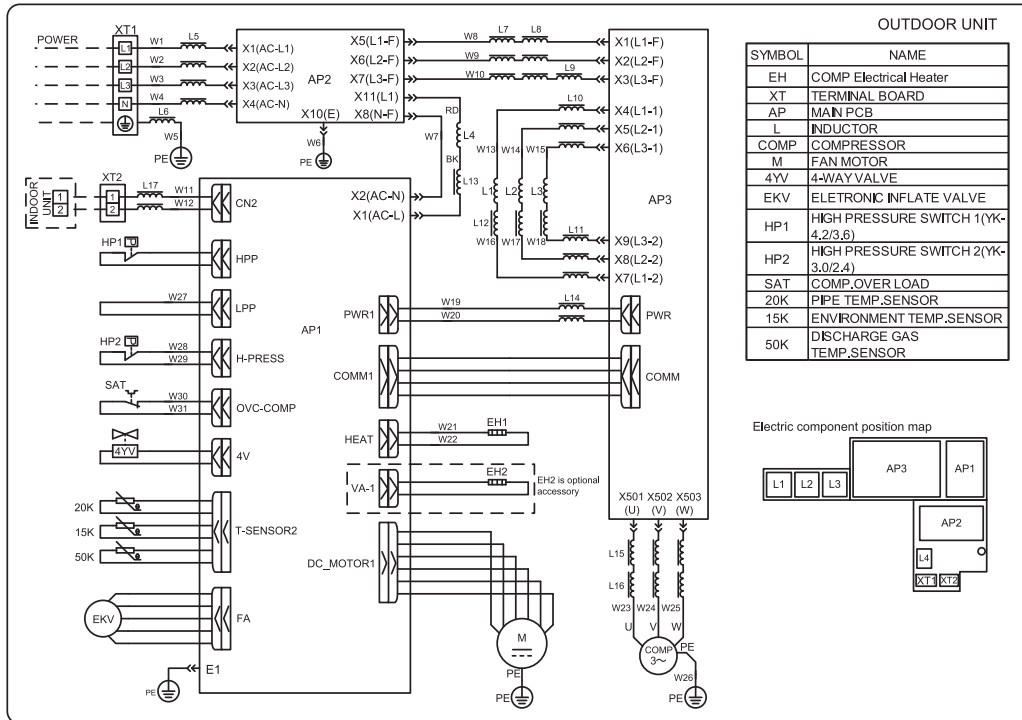 OUTDOOR UNIT
SYMBOL NAME
EH COMP Electrical Heater
XT TERMINAL BOARD
AP MAIN PCB
L INDUCTOR
COMP COMPRESSOR
M FAN MOTOR
4YV 4-WAY VALVE
EKV ELETRONIC INFLATE VALVE
HP1 HIGH PRESSURE SWITCH 1(YK-
4.2/3.6)
HP2 HIGH PRESSURE SWITCH 2(YK-
3.0/2.4)
SAT COMP.OVER LOAD
20K PIPE TEMP.SENSOR
15K ENVIRONMENT TEMP.SENSOR
50K DISCHARGE GAS
TEMP.SENSOR
POWER
XT1
L1 W1 L5 X1(AC-L1)
L2 W2 X2(AC-L2)
L3 W3 X3(AC-L3)
N W4 X4(AC-N)
L6
W5
PE
AP2
X5(L1-F)
X6(L2-F)
X7(L3-F)
X11(L1)
X8(N-F)
X10(E)
W6
PE
W8 L7 L8
W9
W10 L9
RD
L4
W7
BK
L13
L10
W13 W14 W15
L1 L2 L3
L12
W16 W17 W18
L11
X1(L1-F)
X2(L2-F)
X3(L3-F)
X4(L1-1)
X5(L2-1)
X6(L3-1)
AP3
X9(L3-2)
X8(L2-2)
X7(L1-2)
INDOOR
UNIT
1
2
XT2
1
2
L17
W11
W12
CN2
X2(AC-N)
X1(AC-L)
HP1 P
HPP
W27
LPP
AP1
HP2 P
W28
W29
H-PRESS
SAT
W30
W31
OVC-COMP
4YV
4V
20K
15K
50K
T-SENSOR2
EKV
FA
E1
PE
PWR1
W19 L14
W20
PWR
COMM1
COMM
HEAT
W21 EH1
W22
VA-1
EH2
EH2 is optional
accessory
DC_MOTOR1
M
PE
PE
X501 X502 X503
(U) (V) (W)
L15
L16
W23 W24 W25
U V W
COMP
3～
PE
W26
PE
Electric component position map
L1 L2 L3
AP3
AP1
AP2
L4
XT1 XT2